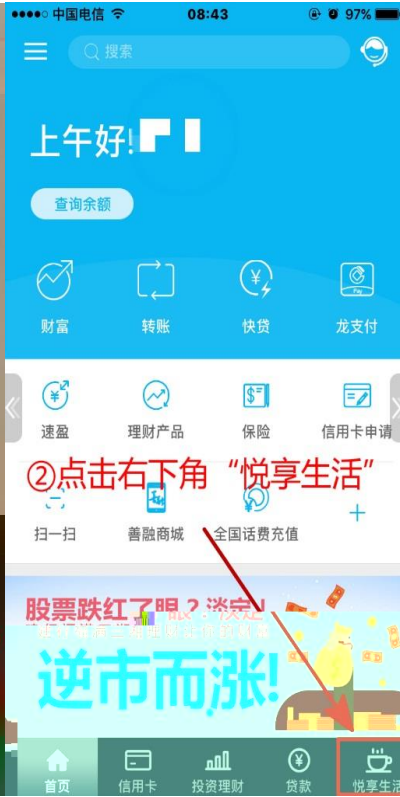 中国电信 08:43 97%
搜索
上午好!
查询余额
财富 转账 快贷 龙支付
Pay
速盈 理财产品 保险 信用卡申请
②点击右下角“悦享生活”
扫一扫 善融商城 全国话费充值
股票跌红了眼？淡定！
逆市而涨!
首页 信用卡 投资理财 贷款 悦享生活